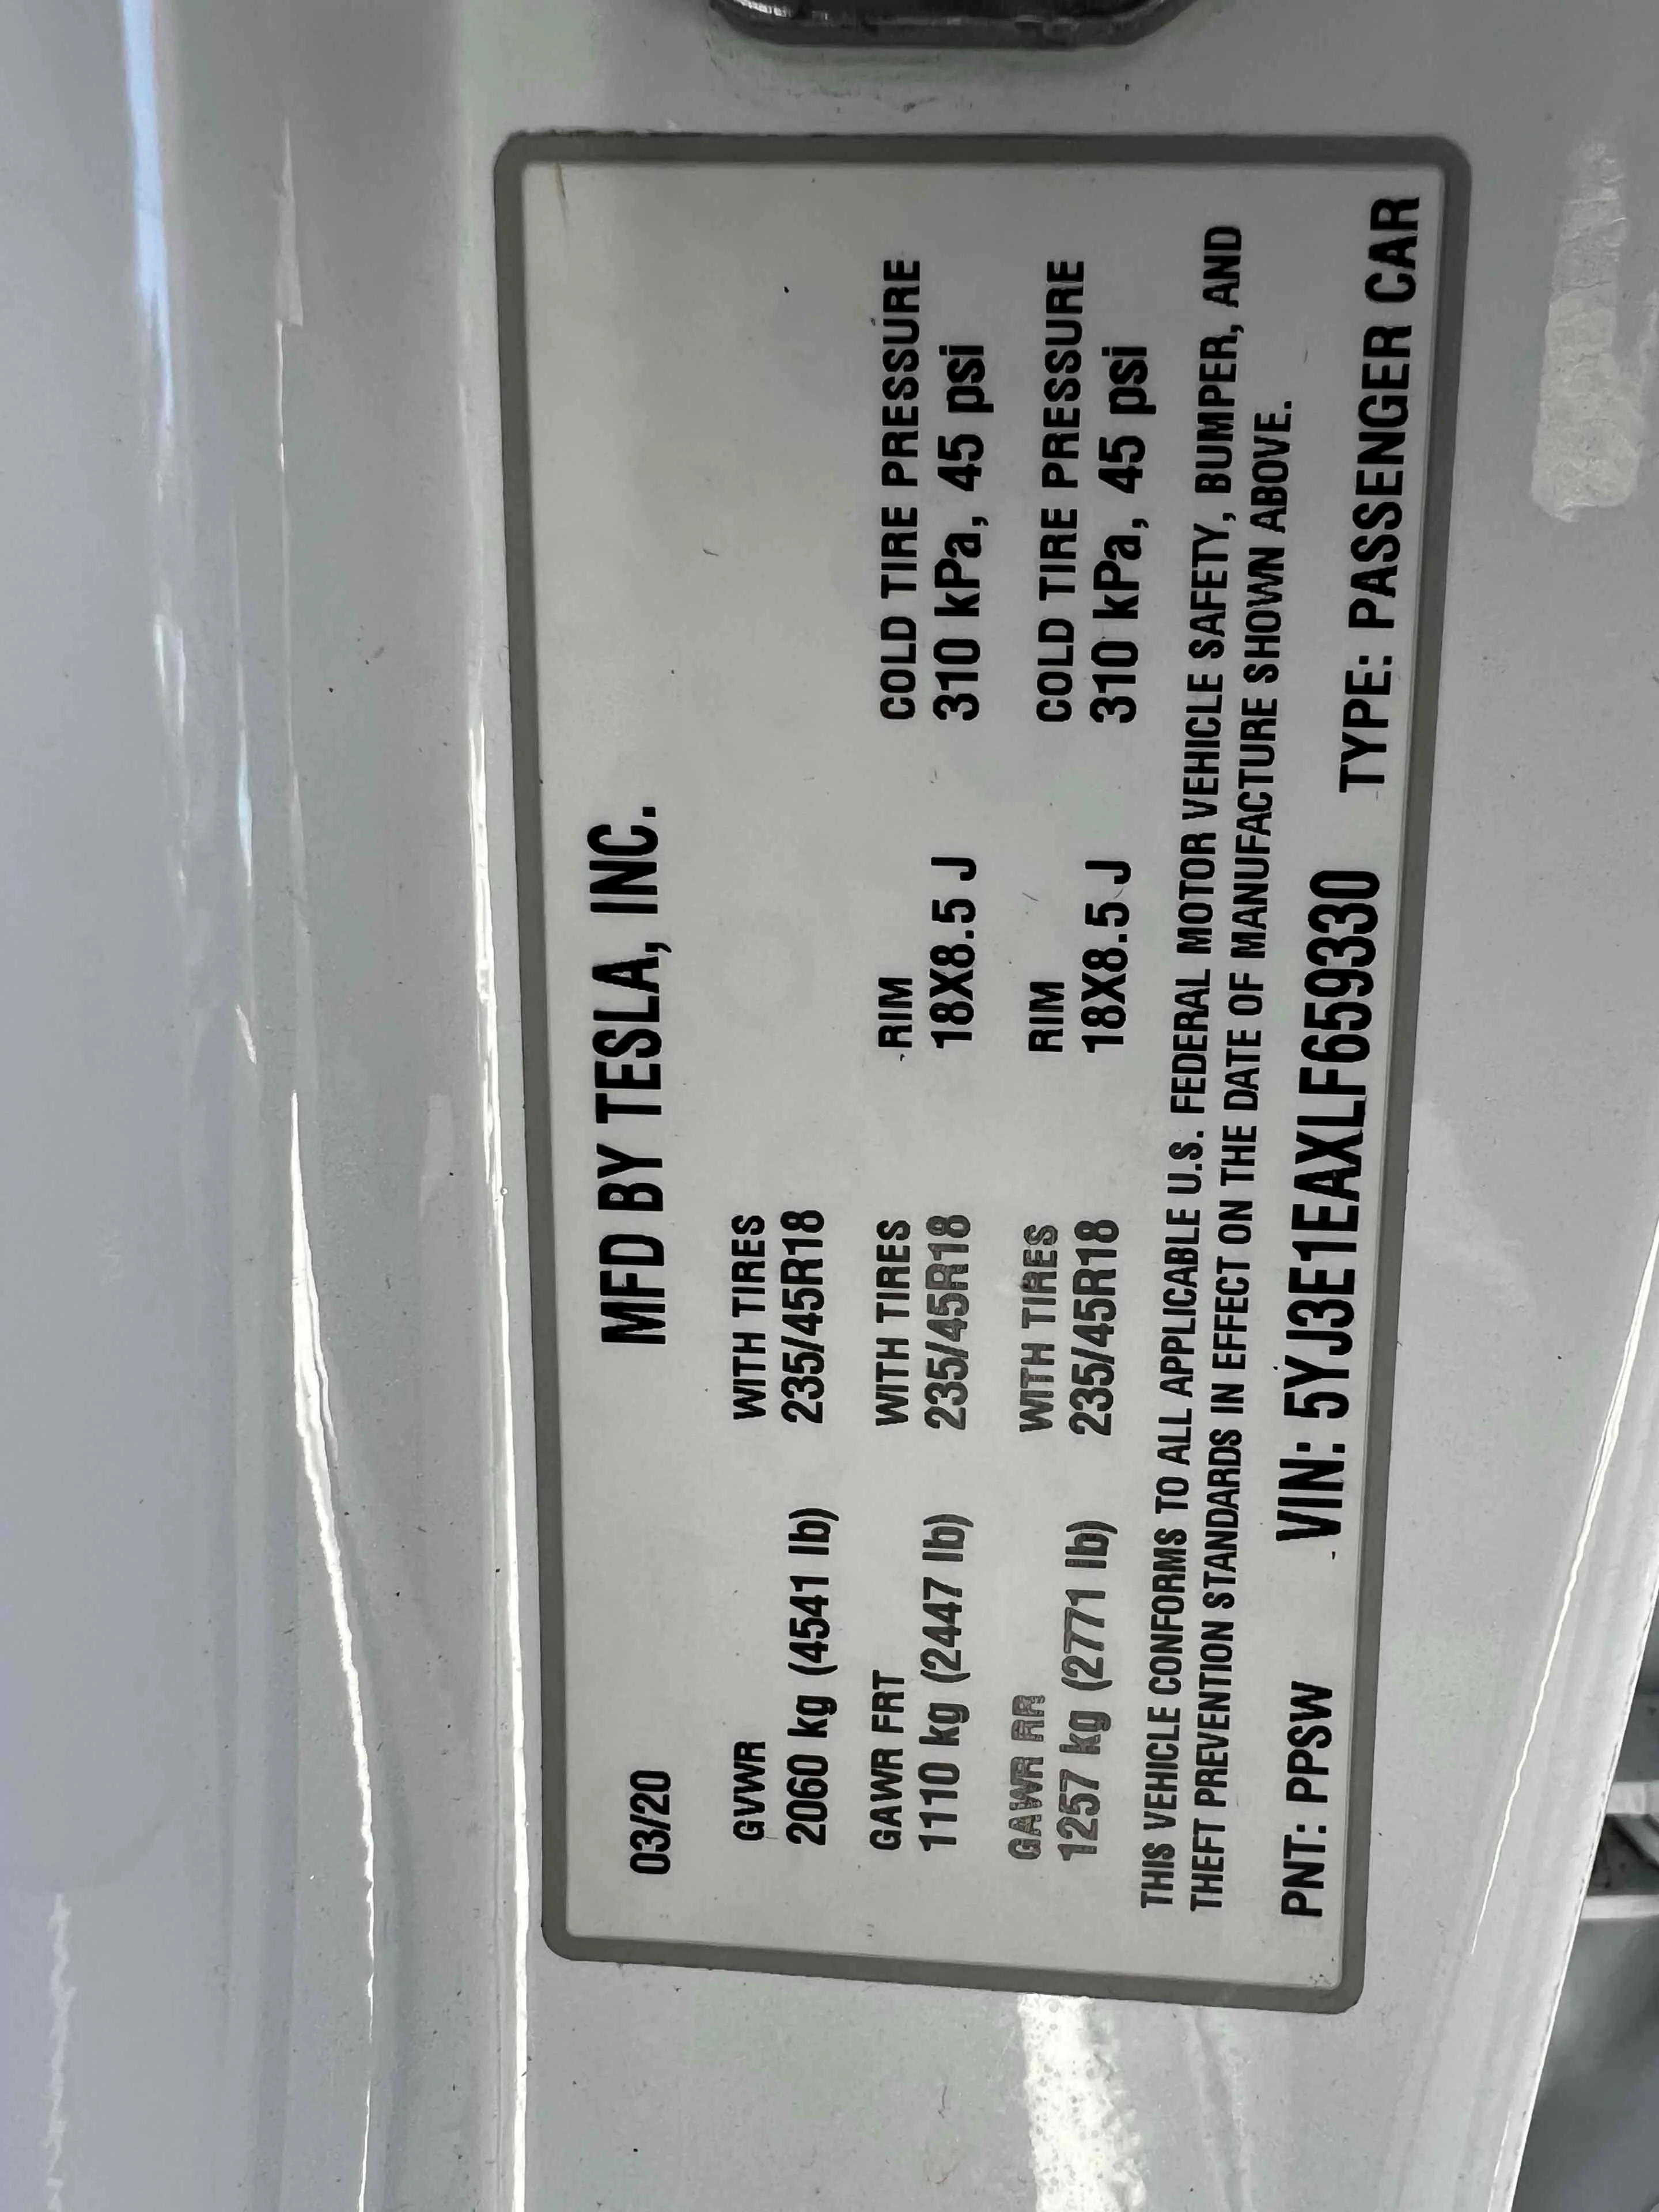 MFD BY TESLA, INC.
03/20
GVWR WITH TIRES
2060 kg (4541 lb) 235/45R18
GAWR FRT WITH TIRES RIM COLD TIRE PRESSURE
1110 kg (2447 lb) 235/45R18 18X8.5 J 310 kPa, 45 psi
GAWR RR WITH TIRES RIM COLD TIRE PRESSURE
1257 kg (2771 lb) 235/45R18 18X8.5 J 310 kPa, 45 psi
THIS VEHICLE CONFORMS TO ALL APPLICABLE U.S. FEDERAL MOTOR VEHICLE SAFETY, BUMPER, AND
THEFT PREVENTION STANDARDS IN EFFECT ON THE DATE OF MANUFACTURE SHOWN ABOVE.
PNT: PPSW VIN: 5YJ3E1EAXLF659330 TYPE: PASSENGER CAR